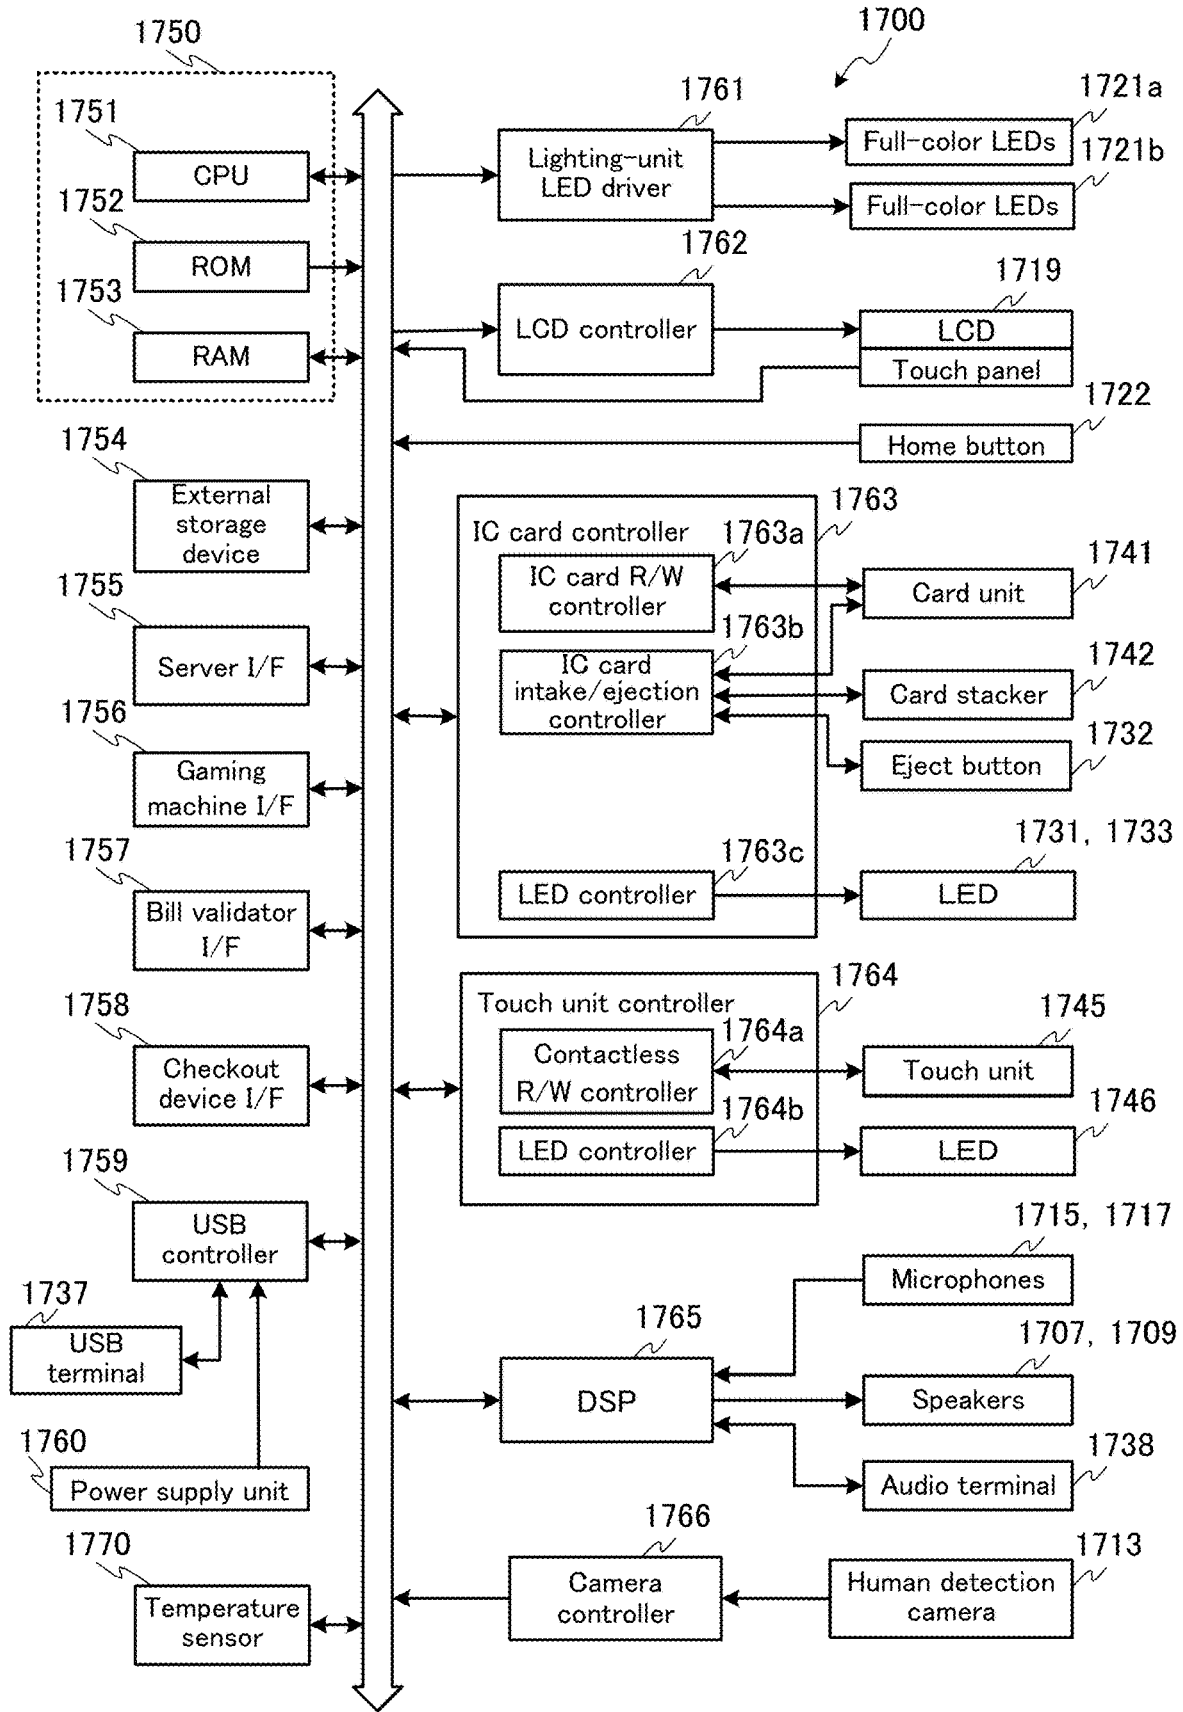 1700
1750
1751
CPU
1752
ROM
1753
RAM
1754
External
storage
device
1755
Server I/F
1756
Gaming
machine I/F
1757
Bill validator
I/F
1758
Checkout
device I/F
1759
USB
controller
1737
USB
terminal
1760
Power supply unit
1770
Temperature
sensor
1761
Lighting-unit
LED driver
1721a
Full-color LEDs
1721b
Full-color LEDs
1762
LCD controller
1719
LCD
Touch panel
1722
Home button
1763
IC card controller
1763a
IC card R/W
controller
1763b
IC card
intake/ejection
controller
1741
Card unit
1742
Card stacker
1732
Eject button
1763c
LED controller
1731, 1733
LED
1764
Touch unit controller
1764a
Contactless
R/W controller
1745
Touch unit
1764b
LED controller
1746
LED
1765
DSP
1715, 1717
Microphones
1707, 1709
Speakers
1738
Audio terminal
1766
Camera
controller
1713
Human detection
camera